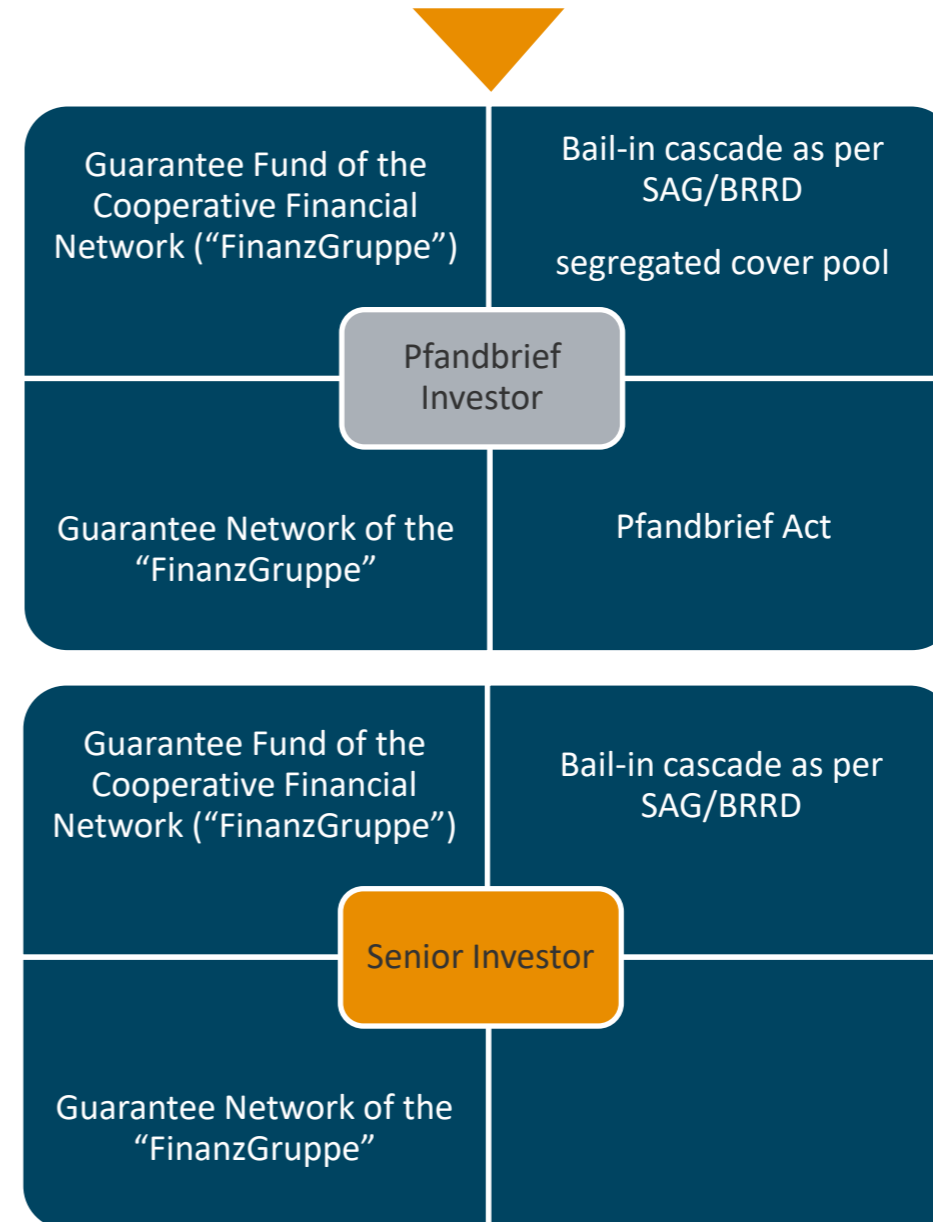 Guarantee Fund of the
Cooperative Financial
Network (“FinanzGruppe”)
Bail-in cascade as per
SAG/BRRD
segregated cover pool
Pfandbrief
Investor
Guarantee Network of the
“FinanzGruppe”
Pfandbrief Act
Guarantee Fund of the
Cooperative Financial
Network (“FinanzGruppe”)
Bail-in cascade as per
SAG/BRRD
Senior Investor
Guarantee Network of the
“FinanzGruppe”